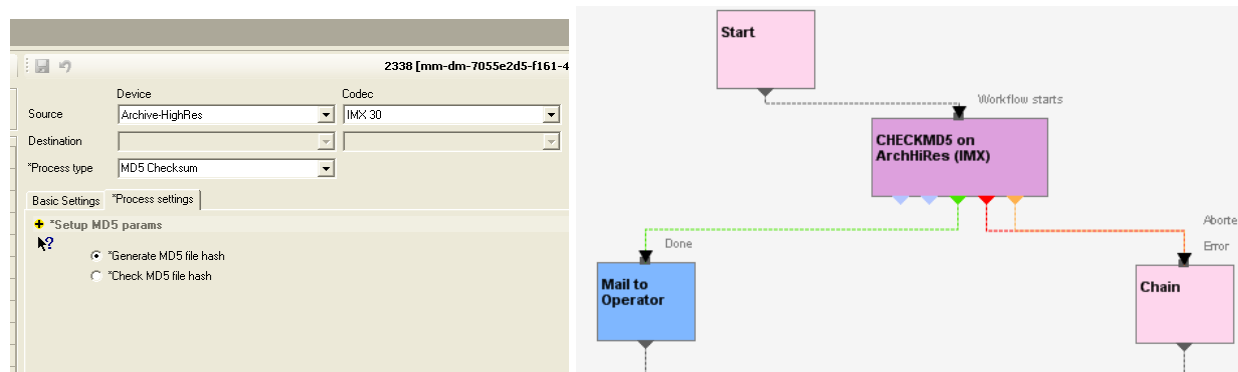 2338 [mm-dm-7055e2d5-f161-4
Device
Codec
Source
Archive-HighRes
IMX 30
Destination
*Process type
MD5 Checksum
Basic Settings
*Process settings
*Setup MD5 params
*Generate MD5 file hash
*Check MD5 file hash
Start
Workflow starts
CHECKMD5 on
ArchHiRes (IMX)
Aborte
Done
Error
Mail to
Operator
Chain